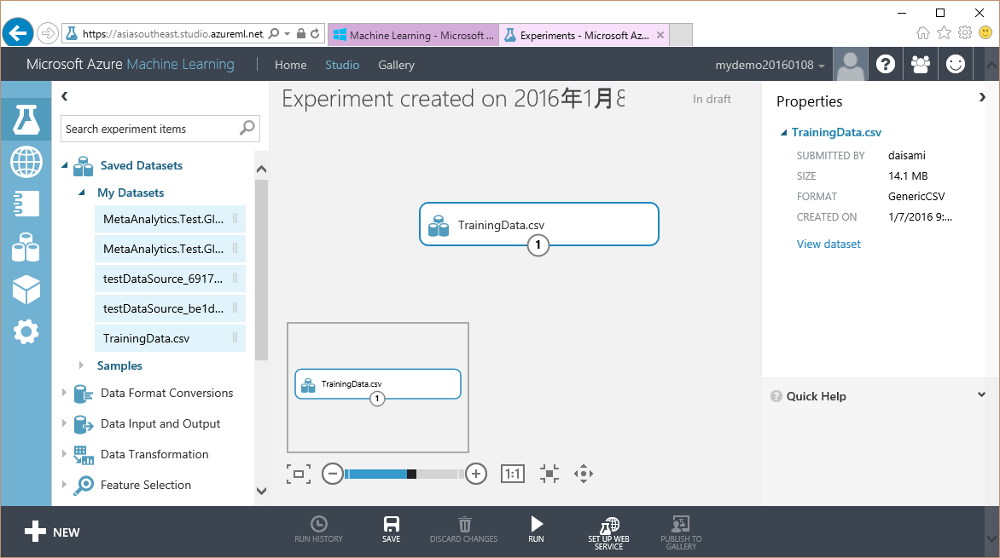 https://asiasoutheast.studio.azureml.net
Machine Learning - Microsoft ...
Experiments - Microsoft Az...
Microsoft Azure Machine Learning
Home
Studio
Gallery
mydemo20160108
Search experiment items
Saved Datasets
My Datasets
MetaAnalytics.Test.Gl...
MetaAnalytics.Test.Gl...
testDataSource_6917...
testDataSource_be1d...
TrainingData.csv
Samples
Data Format Conversions
Data Input and Output
Data Transformation
Feature Selection
Experiment created on 2016年1月8
In draft
TrainingData.csv
1
TrainingData.csv
1
1:1
Properties
TrainingData.csv
SUBMITTED BY daisami
SIZE 14.1 MB
FORMAT GenericCSV
CREATED ON 1/7/2016 9:...
View dataset
Quick Help
NEW
RUN HISTORY
SAVE
DISCARD CHANGES
RUN
SET UP WEB
SERVICE
PUBLISH TO
GALLERY